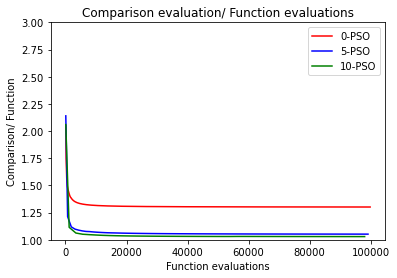 Comparison evaluation/ Function evaluations
3.00
2.75
2.50
2.25
2.00
1.75
1.50
1.25
1.00
Comparison/ Function
0-PSO
5-PSO
10-PSO
0
20000
40000
60000
80000
100000
Function evaluations